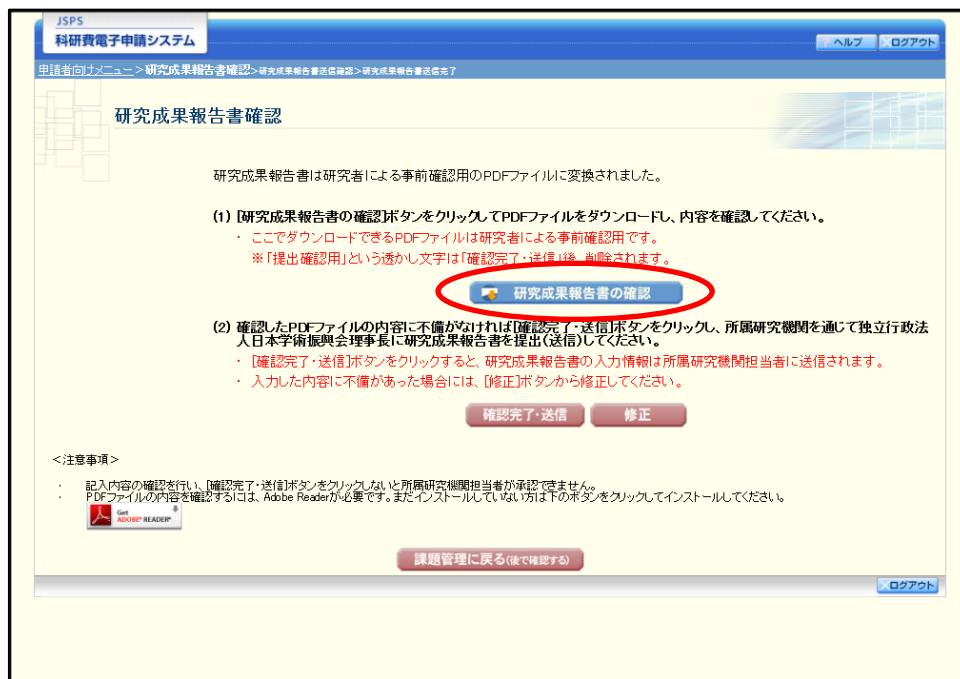 JSPS
科研費電子申請システム
ヘルプ
ログアウト
申請者向けメニュー>研究成果報告書確認>研究成果報告書送信確認>研究成果報告書送信完了
研究成果報告書確認
研究成果報告書は研究者による事前確認用のPDFファイルに変換されました。
(1) [研究成果報告書の確認]ボタンをクリックしてPDFファイルをダウンロードし、内容を確認してください。
・ ここでダウンロードできるPDFファイルは研究者による事前確認用です。
※「提出確認用」という透かし文字は「確認完了・送信」後、削除されます。
研究成果報告書の確認
(2) 確認したPDFファイルの内容に不備がなければ[確認完了・送信]ボタンをクリックし、所属研究機関を通じて独立行政法
人日本学術振興会理事長に研究成果報告書を提出(送信)してください。
・ [確認完了・送信]ボタンをクリックすると、研究成果報告書の入力情報は所属研究機関担当者に送信されます。
・ 入力した内容に不備があった場合には、[修正]ボタンから修正してください。
確認完了・送信
修正
<注意事項>
・ 記入内容の確認を行い、[確認完了・送信]ボタンをクリックしないと所属研究機関担当者が承認できません。
・ PDFファイルの内容を確認するには、Adobe Readerが必要です。まだインストールしていない方は下のボタンをクリックしてインストールしてください。
Get
ADOBE® READER®
課題管理に戻る(後で確認する)
ログアウト